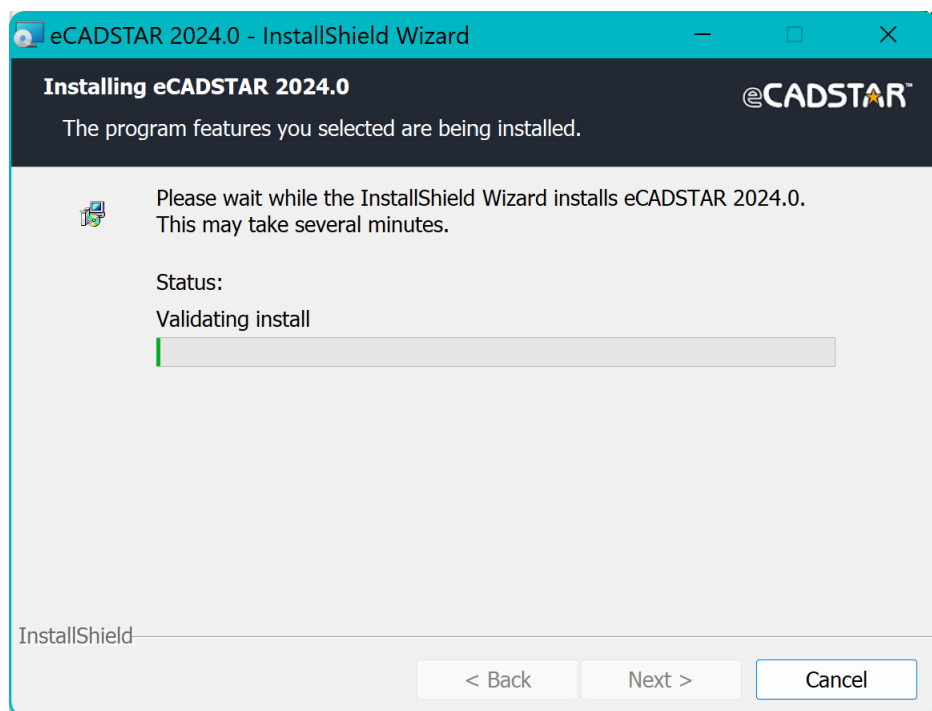 eCADSTAR 2024.0 - InstallShield Wizard
Installing eCADSTAR 2024.0
eCADSTAR™
The program features you selected are being installed.
Please wait while the InstallShield Wizard installs eCADSTAR 2024.0.
This may take several minutes.
Status:
Validating install
InstallShield
< Back
Next >
Cancel